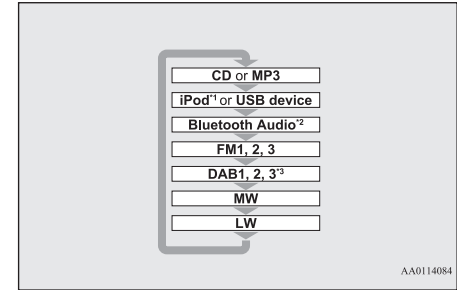 CD or MP3
iPod*1 or USB device
Bluetooth Audio*2
FM1, 2, 3
DAB1, 2, 3*3
MW
LW
AA0114084